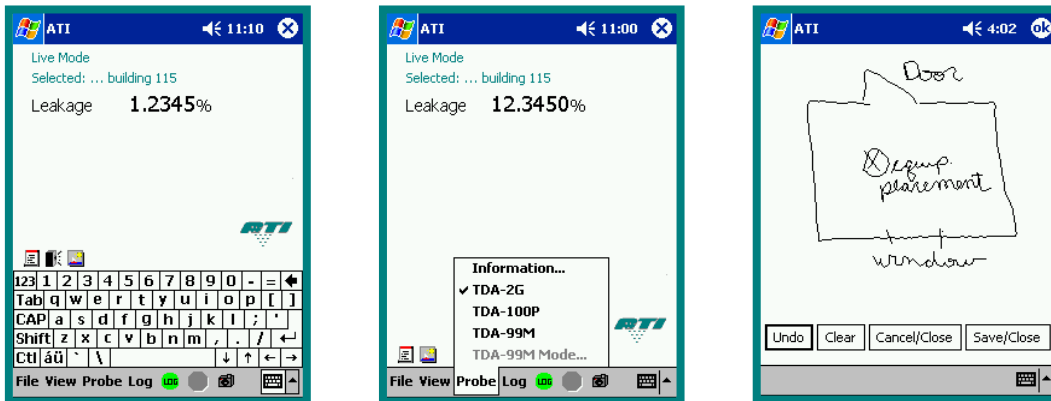 ATI 11:10
Live Mode
Selected: ... building 115
Leakage 1.2345%
ATI
123 1 2 3 4 5 6 7 8 9 0 - =
Tab q w e r t y u i o p [ ]
CAP a s d f g h j k l ; '
Shift z x c v b n m , . /
Ctl áü ` \
File View Probe Log LOG
ATI 11:00
Live Mode
Selected: ... building 115
Leakage 12.3450%
Information...
TDA-2G
TDA-100P
TDA-99M
TDA-99M Mode...
ATI
File View Probe Log LOG
ATI 4:02 ok
Door
equip
placement
window
Undo Clear Cancel/Close Save/Close